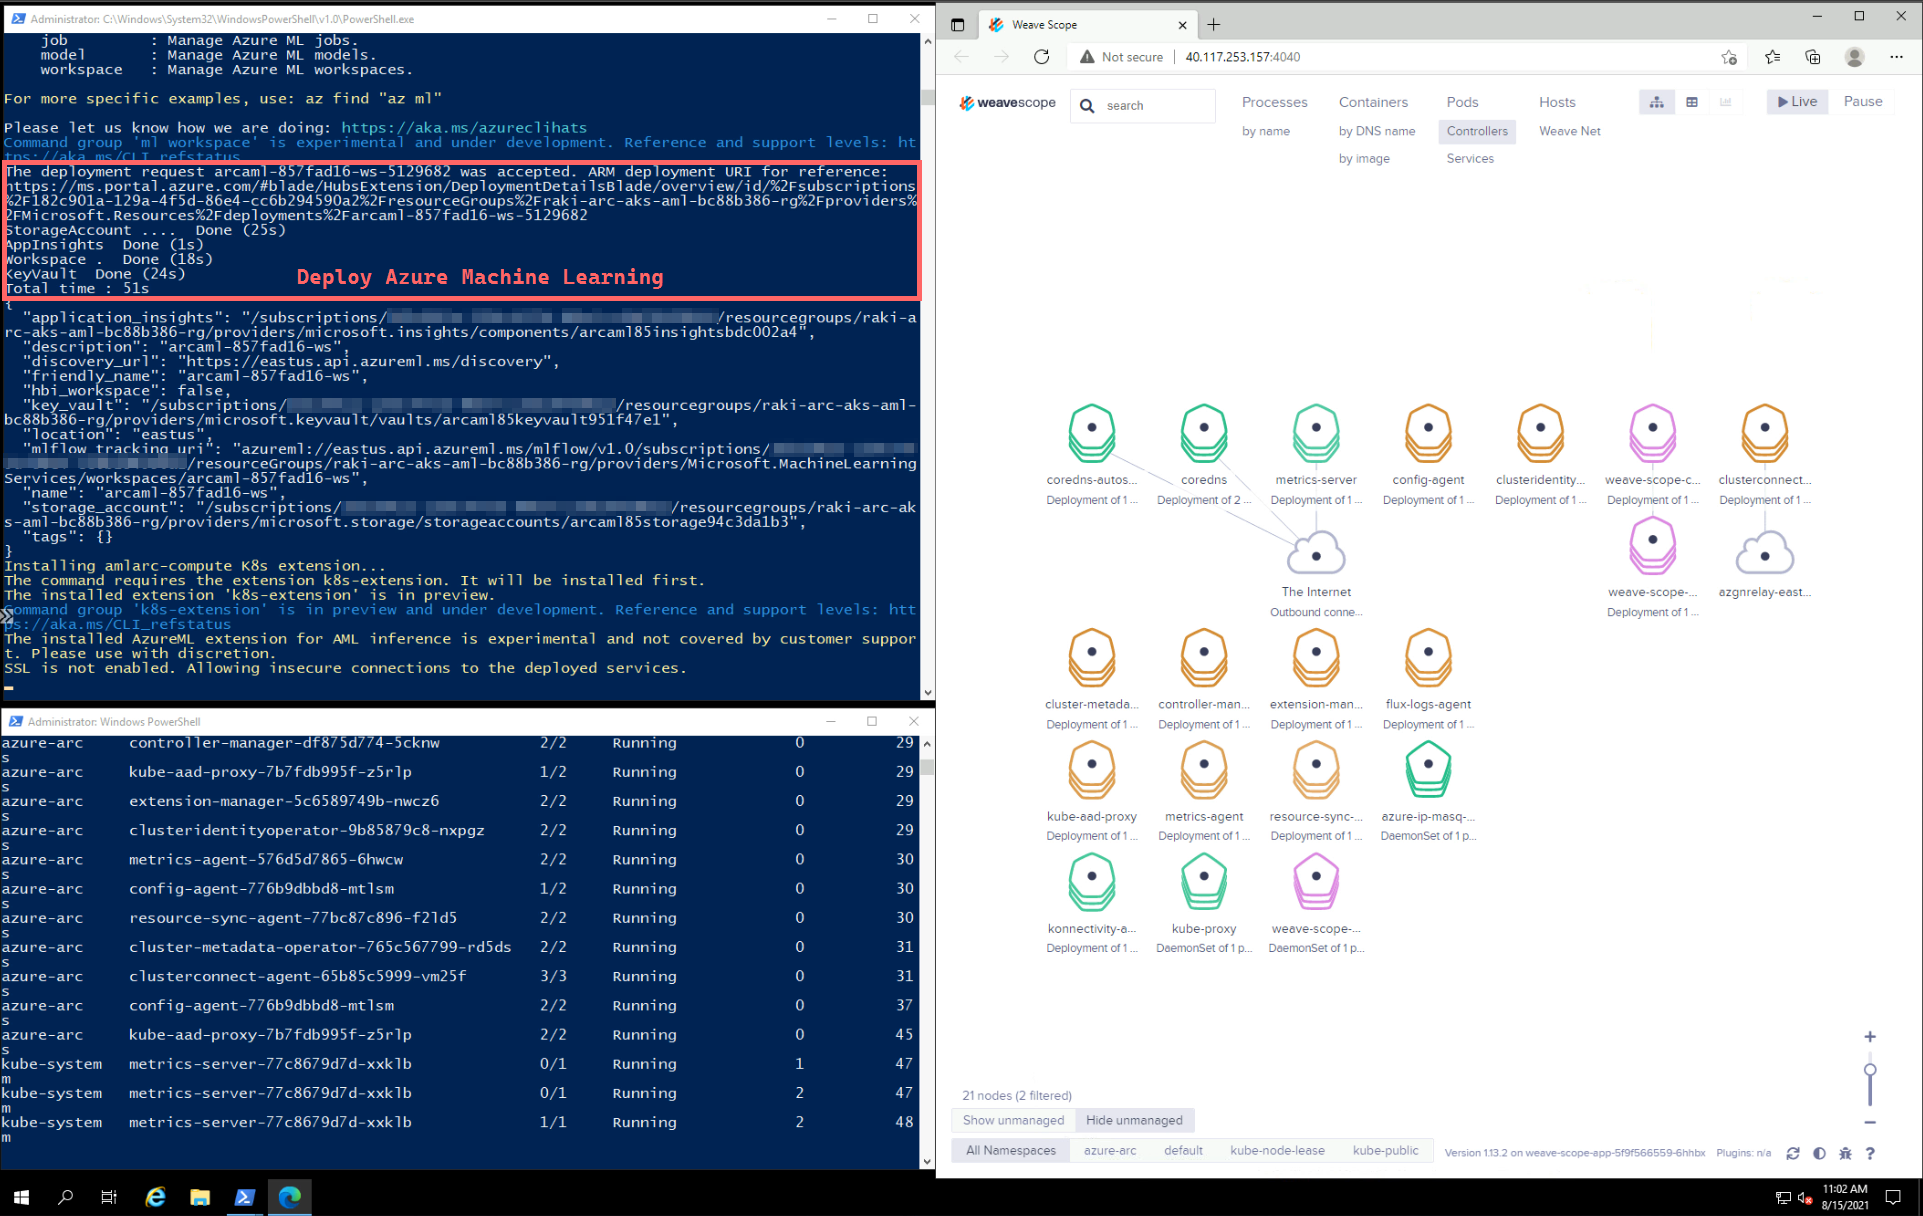 Administrator: C:\Windows\System32\WindowsPowerShell\v1.0\PowerShell.exe
job : Manage Azure ML jobs.
model : Manage Azure ML models.
workspace : Manage Azure ML workspaces.
For more specific examples, use: az find "az ml"
Please let us know how we are doing: https://aka.ms/azureclihats
Command group 'ml workspace' is experimental and under development. Reference and support levels: ht
tps://aka.ms/CLI_refstatus
The deployment request arcaml-857fad16-ws-5129682 was accepted. ARM deployment URI for reference:
https://ms.portal.azure.com/#blade/HubsExtension/DeploymentDetailsBlade/overview/id/%2Fsubscriptions
%2F182c901a-129a-4f5d-86e4-cc6b294590a2%2FresourceGroups%2Fraki-arc-aks-aml-bc88b386-rg%2Fproviders%
2FMicrosoft.Resources%2Fdeployments%2Farcaml-857fad16-ws-5129682
StorageAccount .... Done (25s)
AppInsights Done (1s)
Workspace . Done (18s)
KeyVault Done (24s)
Total time : 51s
Deploy Azure Machine Learning
{
"application_insights": "/subscriptions/ /resourcegroups/raki-a
rc-aks-aml-bc88b386-rg/providers/microsoft.insights/components/arcaml85insightsbdc002a4",
"description": "arcaml-857fad16-ws",
"discovery_url": "https://eastus.api.azureml.ms/discovery",
"friendly_name": "arcaml-857fad16-ws",
"hbi_workspace": false,
"key_vault": "/subscriptions/ /resourcegroups/raki-arc-aks-aml-
bc88b386-rg/providers/microsoft.keyvault/vaults/arcaml85keyvault951f47e1",
"location": "eastus",
"mlflow_tracking_uri": "azureml://eastus.api.azureml.ms/mlflow/v1.0/subscriptions/
/resourceGroups/raki-arc-aks-aml-bc88b386-rg/providers/Microsoft.MachineLearning
Services/workspaces/arcaml-857fad16-ws",
"name": "arcaml-857fad16-ws",
"storage_account": "/subscriptions/ /resourcegroups/raki-arc-ak
s-aml-bc88b386-rg/providers/microsoft.storage/storageaccounts/arcaml85storage94c3da1b3",
"tags": {}
}
Installing amlarc-compute K8s extension...
The command requires the extension k8s-extension. It will be installed first.
The installed extension 'k8s-extension' is in preview.
Command group 'k8s-extension' is in preview and under development. Reference and support levels: htt
ps://aka.ms/CLI_refstatus
The installed AzureML extension for AML inference is experimental and not covered by customer suppor
t. Please use with discretion.
SSL is not enabled. Allowing insecure connections to the deployed services.
Administrator: Windows PowerShell
azure-arc controller-manager-df875d774-5cknw 2/2 Running 0 29
s
azure-arc kube-aad-proxy-7b7fdb995f-z5rlp 1/2 Running 0 29
s
azure-arc extension-manager-5c6589749b-nwcz6 2/2 Running 0 29
s
azure-arc clusteridentityoperator-9b85879c8-nxpgz 2/2 Running 0 29
s
azure-arc metrics-agent-576d5d7865-6hwcw 2/2 Running 0 30
s
azure-arc config-agent-776b9dbbd8-mtlsm 1/2 Running 0 30
s
azure-arc resource-sync-agent-77bc87c896-f2ld5 2/2 Running 0 30
s
azure-arc cluster-metadata-operator-765c567799-rd5ds 2/2 Running 0 31
s
azure-arc clusterconnect-agent-65b85c5999-vm25f 3/3 Running 0 31
s
azure-arc config-agent-776b9dbbd8-mtlsm 2/2 Running 0 37
s
azure-arc kube-aad-proxy-7b7fdb995f-z5rlp 2/2 Running 0 45
s
kube-system metrics-server-77c8679d7d-xxklb 0/1 Running 1 47
m
kube-system metrics-server-77c8679d7d-xxklb 0/1 Running 2 47
m
kube-system metrics-server-77c8679d7d-xxklb 1/1 Running 2 48
m
Weave Scope
Not secure 40.117.253.157:4040
weavescope
search
Processes Containers Pods Hosts
by name by DNS name Controllers Weave Net
by image Services
Live Pause
coredns-autos... coredns metrics-server config-agent clusteridentity... weave-scope-c... clusterconnect...
Deployment of 1 ... Deployment of 2 ... Deployment of 1 ... Deployment of 1 ... Deployment of 1 ... Deployment of 1 ... Deployment of 1 ...
The Internet weave-scope-... azgnrelay-east...
Outbound conne... Deployment of 1 ...
cluster-metada... controller-man... extension-man... flux-logs-agent
Deployment of 1 ... Deployment of 1 ... Deployment of 1 ... Deployment of 1 ...
kube-aad-proxy metrics-agent resource-sync-... azure-ip-masq-...
Deployment of 1 ... Deployment of 1 ... Deployment of 1 ... DaemonSet of 1 p...
konnectivity-a... kube-proxy weave-scope-...
Deployment of 1 ... DaemonSet of 1 p... DaemonSet of 1 p...
21 nodes (2 filtered)
Show unmanaged Hide unmanaged
All Namespaces azure-arc default kube-node-lease kube-public
Version 1.13.2 on weave-scope-app-5f9f566559-6hhbx Plugins: n/a
11:02 AM
8/15/2021